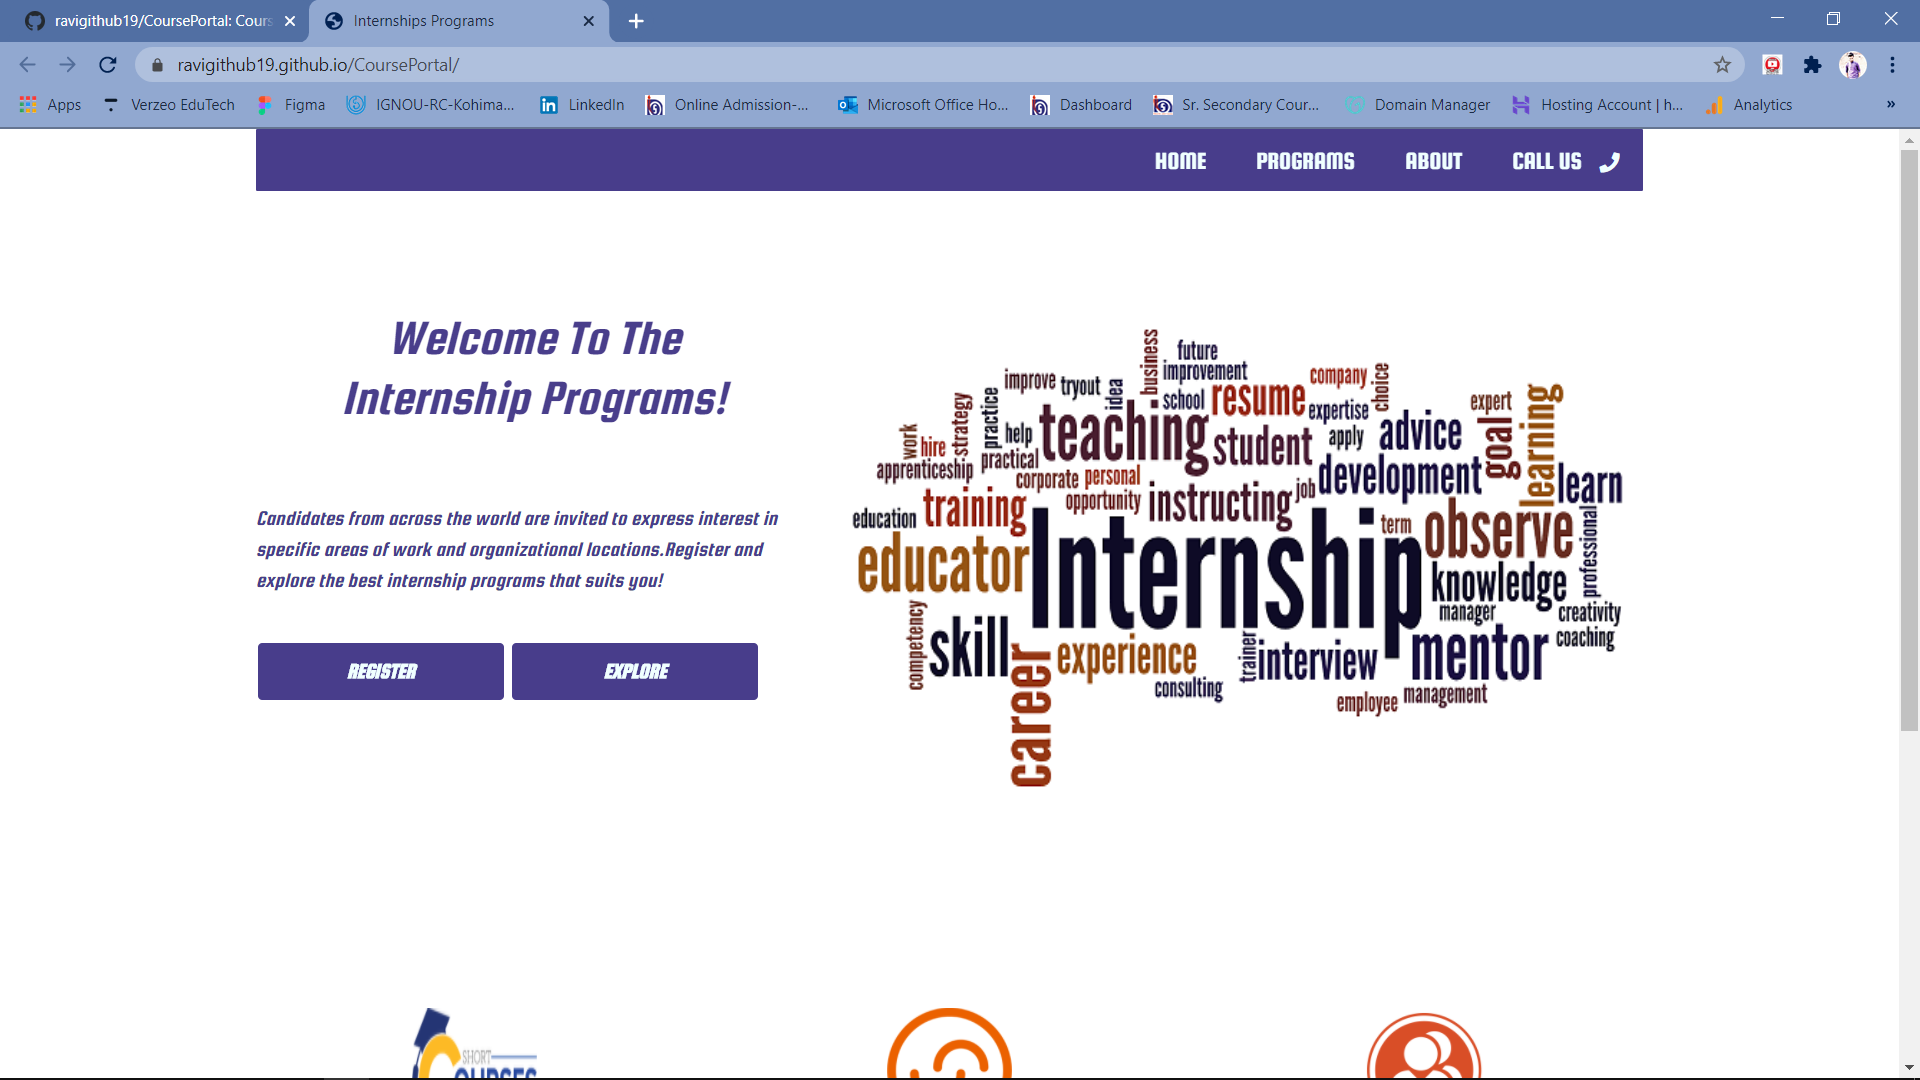 ravigithub19/CoursePortal: Cours
Internships Programs
ravigithub19.github.io/CoursePortal/
Apps
Verzeo EduTech
Figma
IGNOU-RC-Kohima...
LinkedIn
Online Admission-...
Microsoft Office Ho...
Dashboard
Sr. Secondary Cour...
Domain Manager
Hosting Account | h...
Analytics
»
HOME
PROGRAMS
ABOUT
CALL US
Welcome To The
Internship Programs!
Candidates from across the world are invited to express interest in
specific areas of work and organizational locations.Register and
explore the best internship programs that suits you!
REGISTER
EXPLORE
business
future
improvement
improve
tryout
idea
school
resume
company
choice
expertise
expert
learning
practice
strategy
work
hire
help
teaching
student
apply
advice
goal
apprenticeship
practical
corporate
personal
opportunity
instructing
job
development
learn
education
training
term
observe
professional
educator
Internship
knowledge
manager
creativity
coaching
competency
skill
career
experience
consulting
trainer
interview
mentor
employee
management
SHORT
OURSES